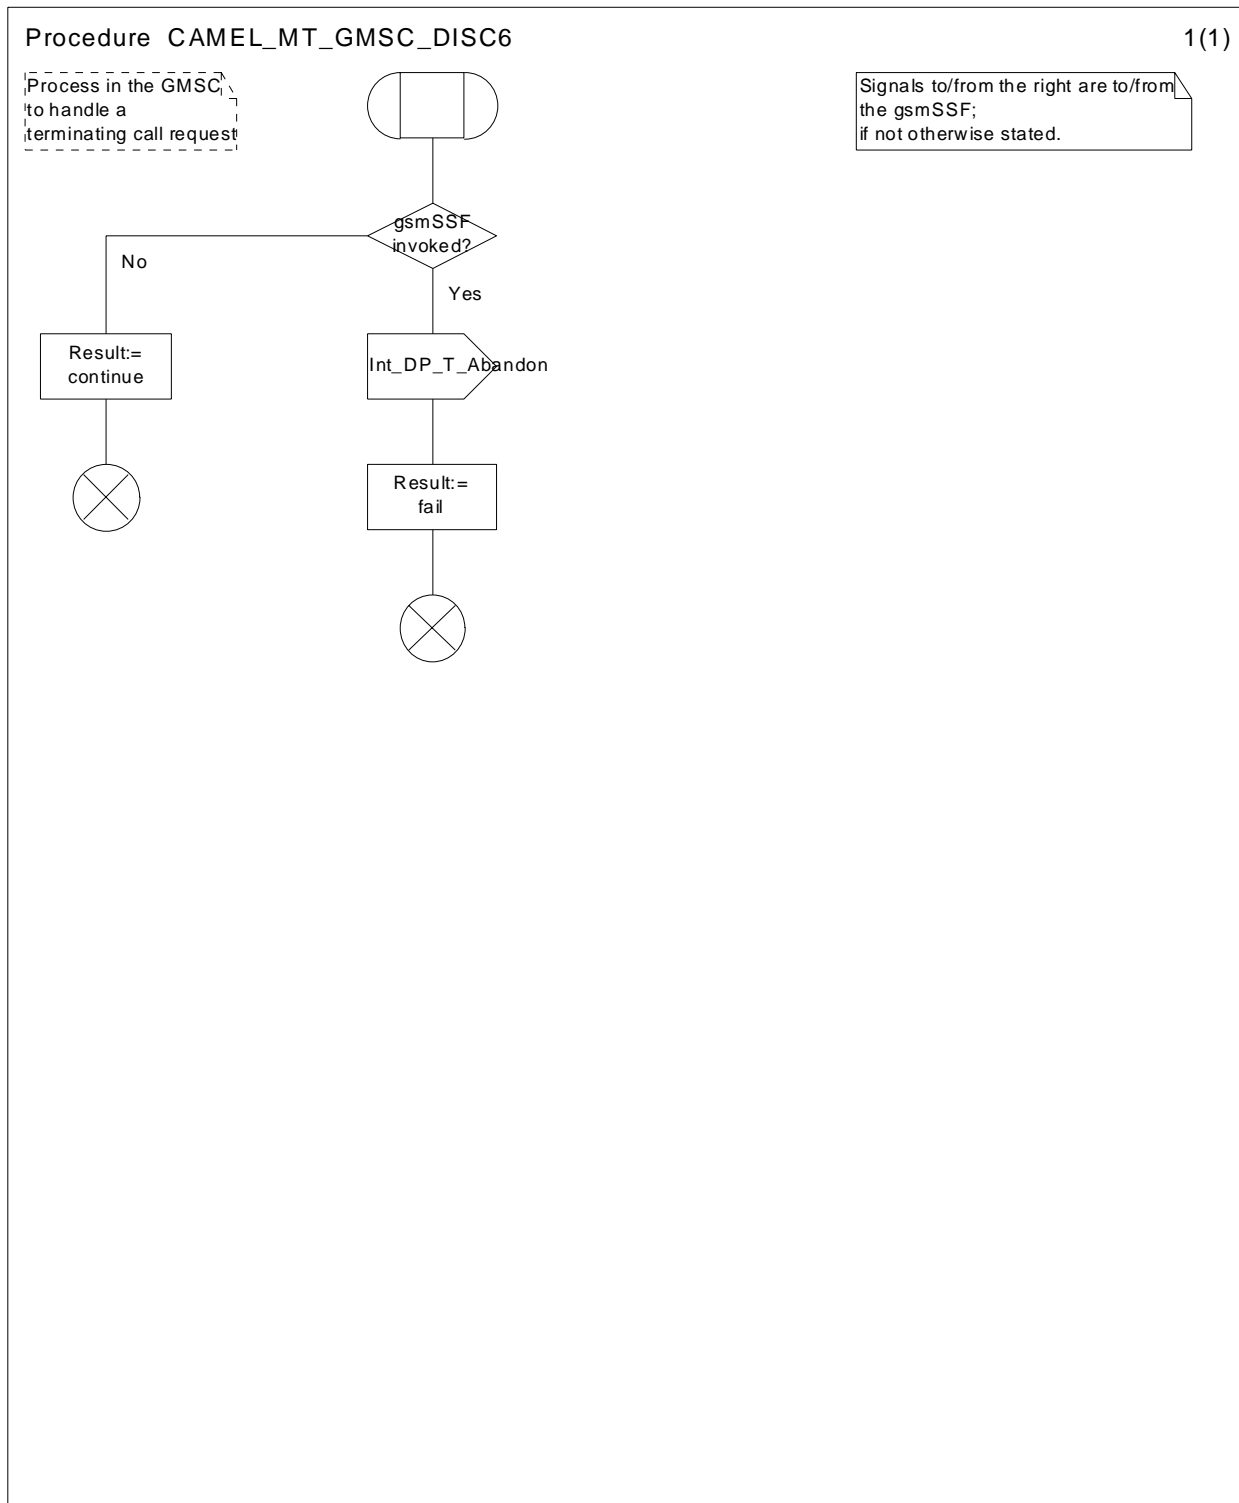 Procedure CAMEL_MT_GMSC_DISC6
1(1)
Process in the GMSC
to handle a
terminating call request
Signals to/from the right are to/from
the gsmSSF;
if not otherwise stated.
gsmSSF
invoked?
No
Yes
Result:=
continue
Int_DP_T_Abandon
Result:=
fail